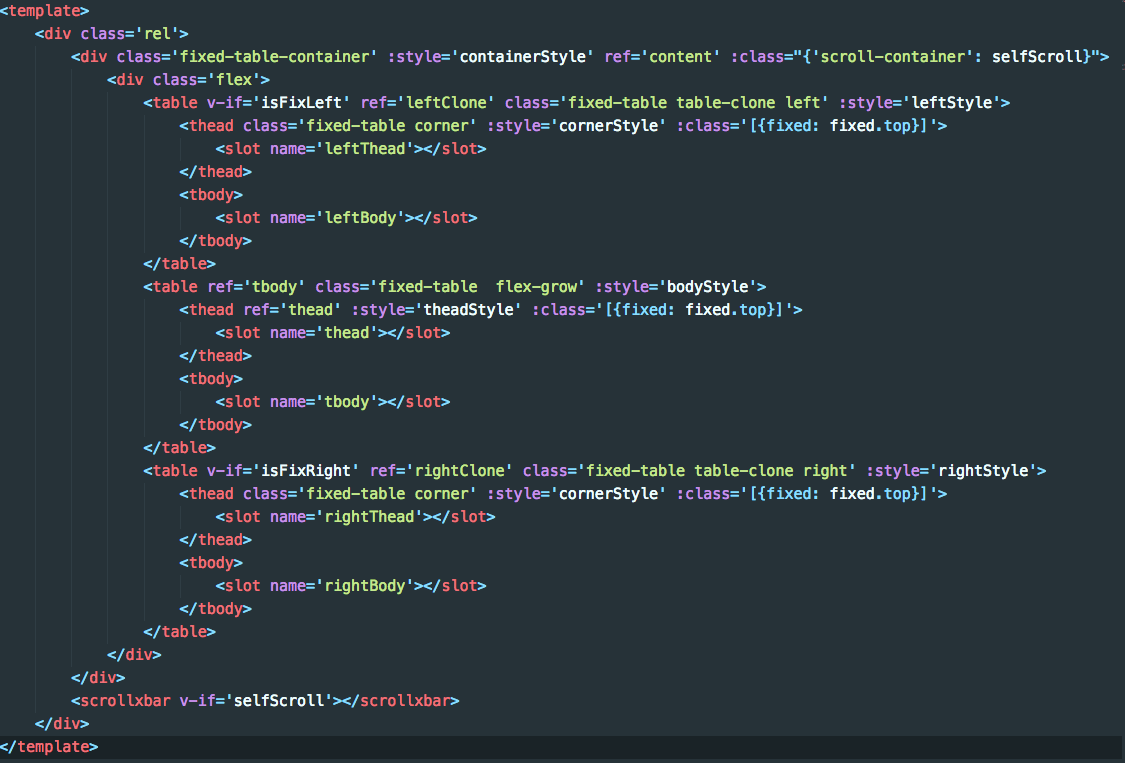 <template>
    <div class='rel'>
        <div class='fixed-table-container' :style='containerStyle' ref='content' :class="{'scroll-container': selfScroll}">
            <div class='flex'>
                <table v-if='isFixLeft' ref='leftClone' class='fixed-table table-clone left' :style='leftStyle'>
                    <thead class='fixed-table corner' :style='cornerStyle' :class='[{fixed: fixed.top}]'>
                        <slot name='leftThead'></slot>
                    </thead>
                    <tbody>
                        <slot name='leftBody'></slot>
                    </tbody>
                </table>
                <table ref='tbody' class='fixed-table  flex-grow' :style='bodyStyle'>
                    <thead ref='thead' :style='theadStyle' :class='[{fixed: fixed.top}]'>
                        <slot name='thead'></slot>
                    </thead>
                    <tbody>
                        <slot name='tbody'></slot>
                    </tbody>
                </table>
                <table v-if='isFixRight' ref='rightClone' class='fixed-table table-clone right' :style='rightStyle'>
                    <thead class='fixed-table corner' :style='cornerStyle' :class='[{fixed: fixed.top}]'>
                        <slot name='rightThead'></slot>
                    </thead>
                    <tbody>
                        <slot name='rightBody'></slot>
                    </tbody>
                </table>
            </div>
        </div>
        <scrollxbar v-if='selfScroll'></scrollxbar>
    </div>
</template>